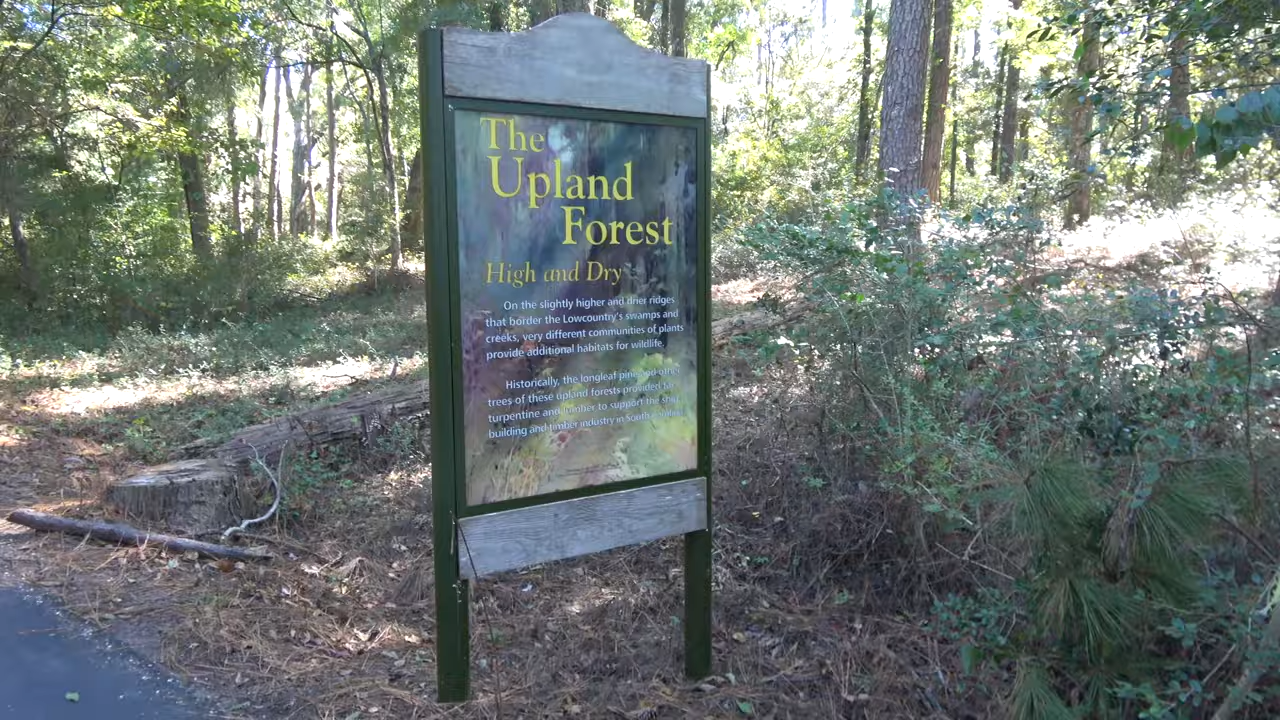 The
Upland
Forest
High and Dry
On the slightly higher and drier ridges
that border the Lowcountry's swamps and
creeks, very different communities of plants
provide additional habitats for wildlife.
Historically, the longleaf pine and other
trees of these upland forests provided tar,
turpentine and lumber to support the ship
building and timber industry in South Carolina.